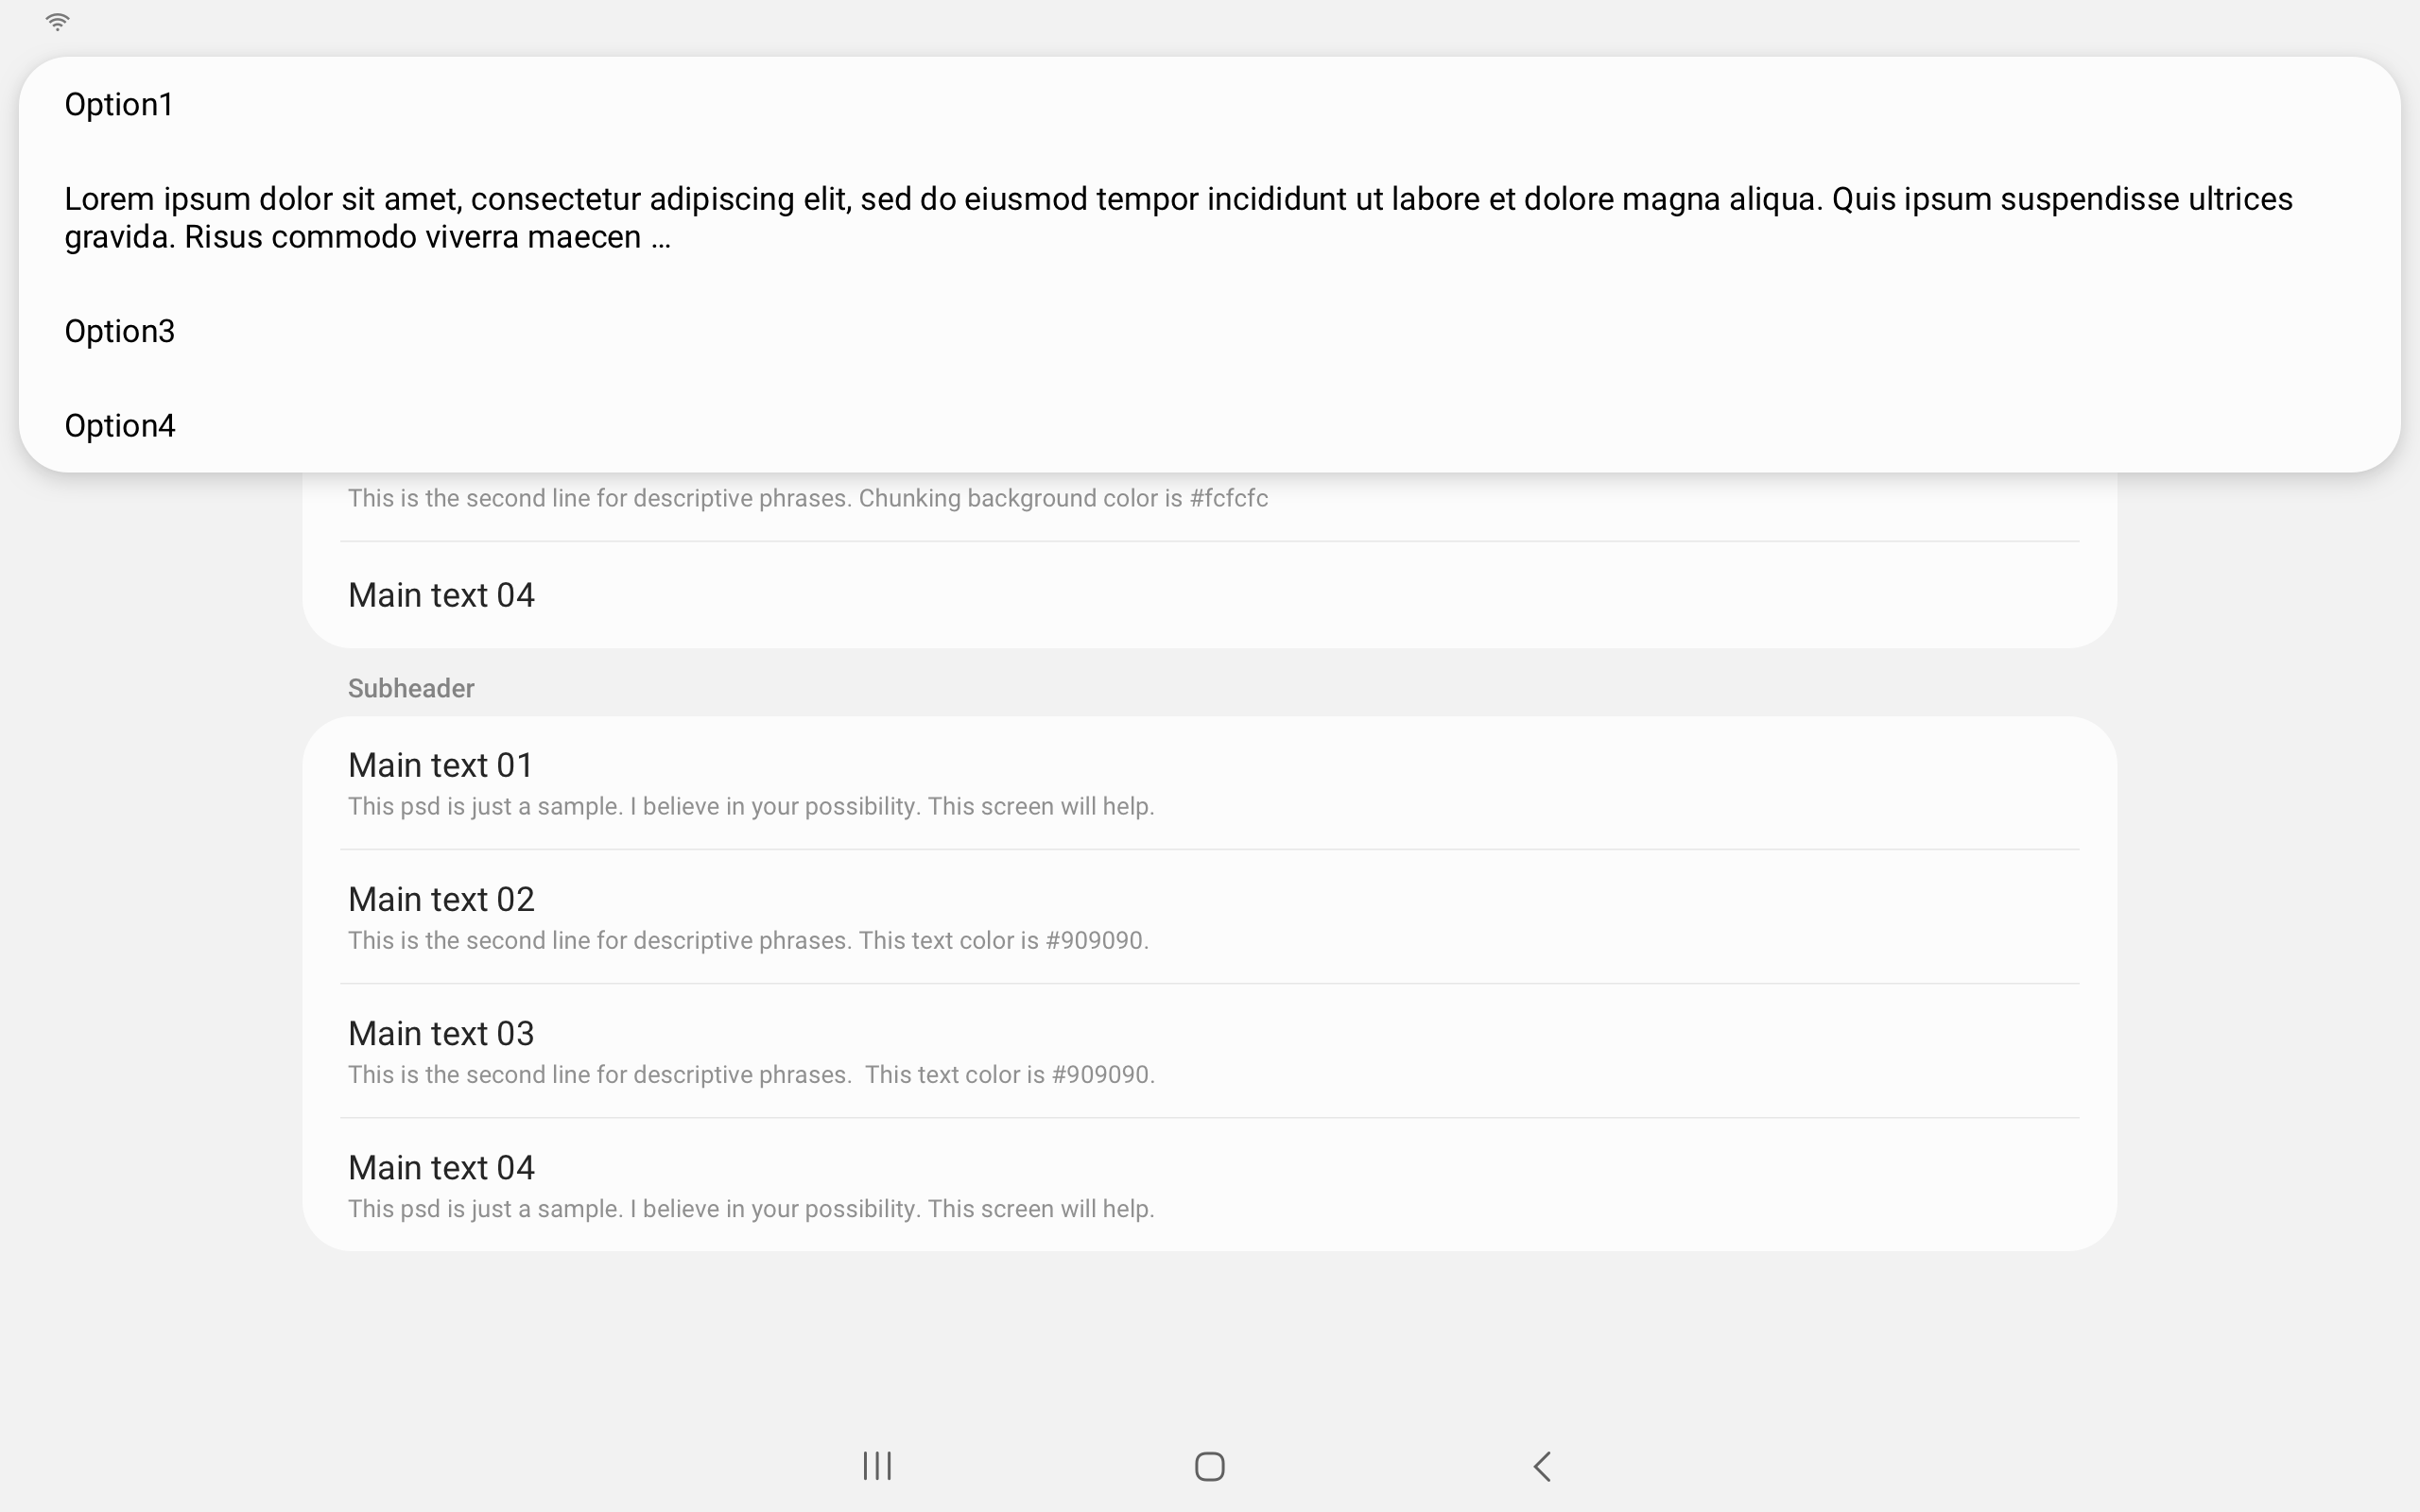 Option1
Lorem ipsum dolor sit amet, consectetur adipiscing elit, sed do eiusmod tempor incididunt ut labore et dolore magna aliqua. Quis ipsum suspendisse ultrices
gravida. Risus commodo viverra maecen ...
Option3
Option4
This is the second line for descriptive phrases. Chunking background color is #fcfcfc
Main text 04
Subheader
Main text 01
This psd is just a sample. I believe in your possibility. This screen will help.
Main text 02
This is the second line for descriptive phrases. This text color is #909090.
Main text 03
This is the second line for descriptive phrases.  This text color is #909090.
Main text 04
This psd is just a sample. I believe in your possibility. This screen will help.